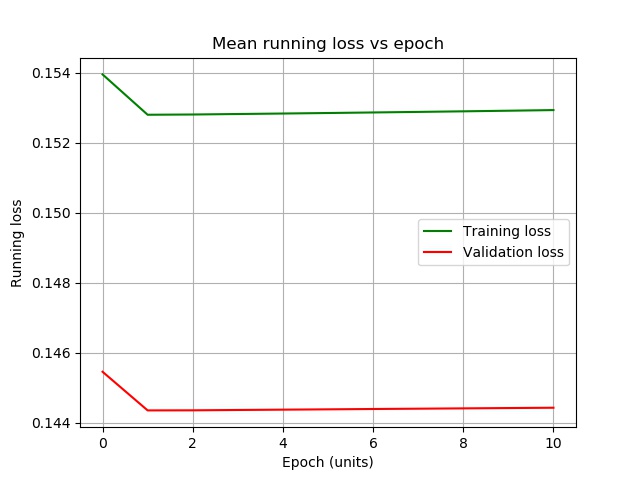 Mean running loss vs epoch
0.154
0.152
0.150
0.148
0.146
0.144
Running loss
Training loss
Validation loss
0 2 4 6 8 10
Epoch (units)